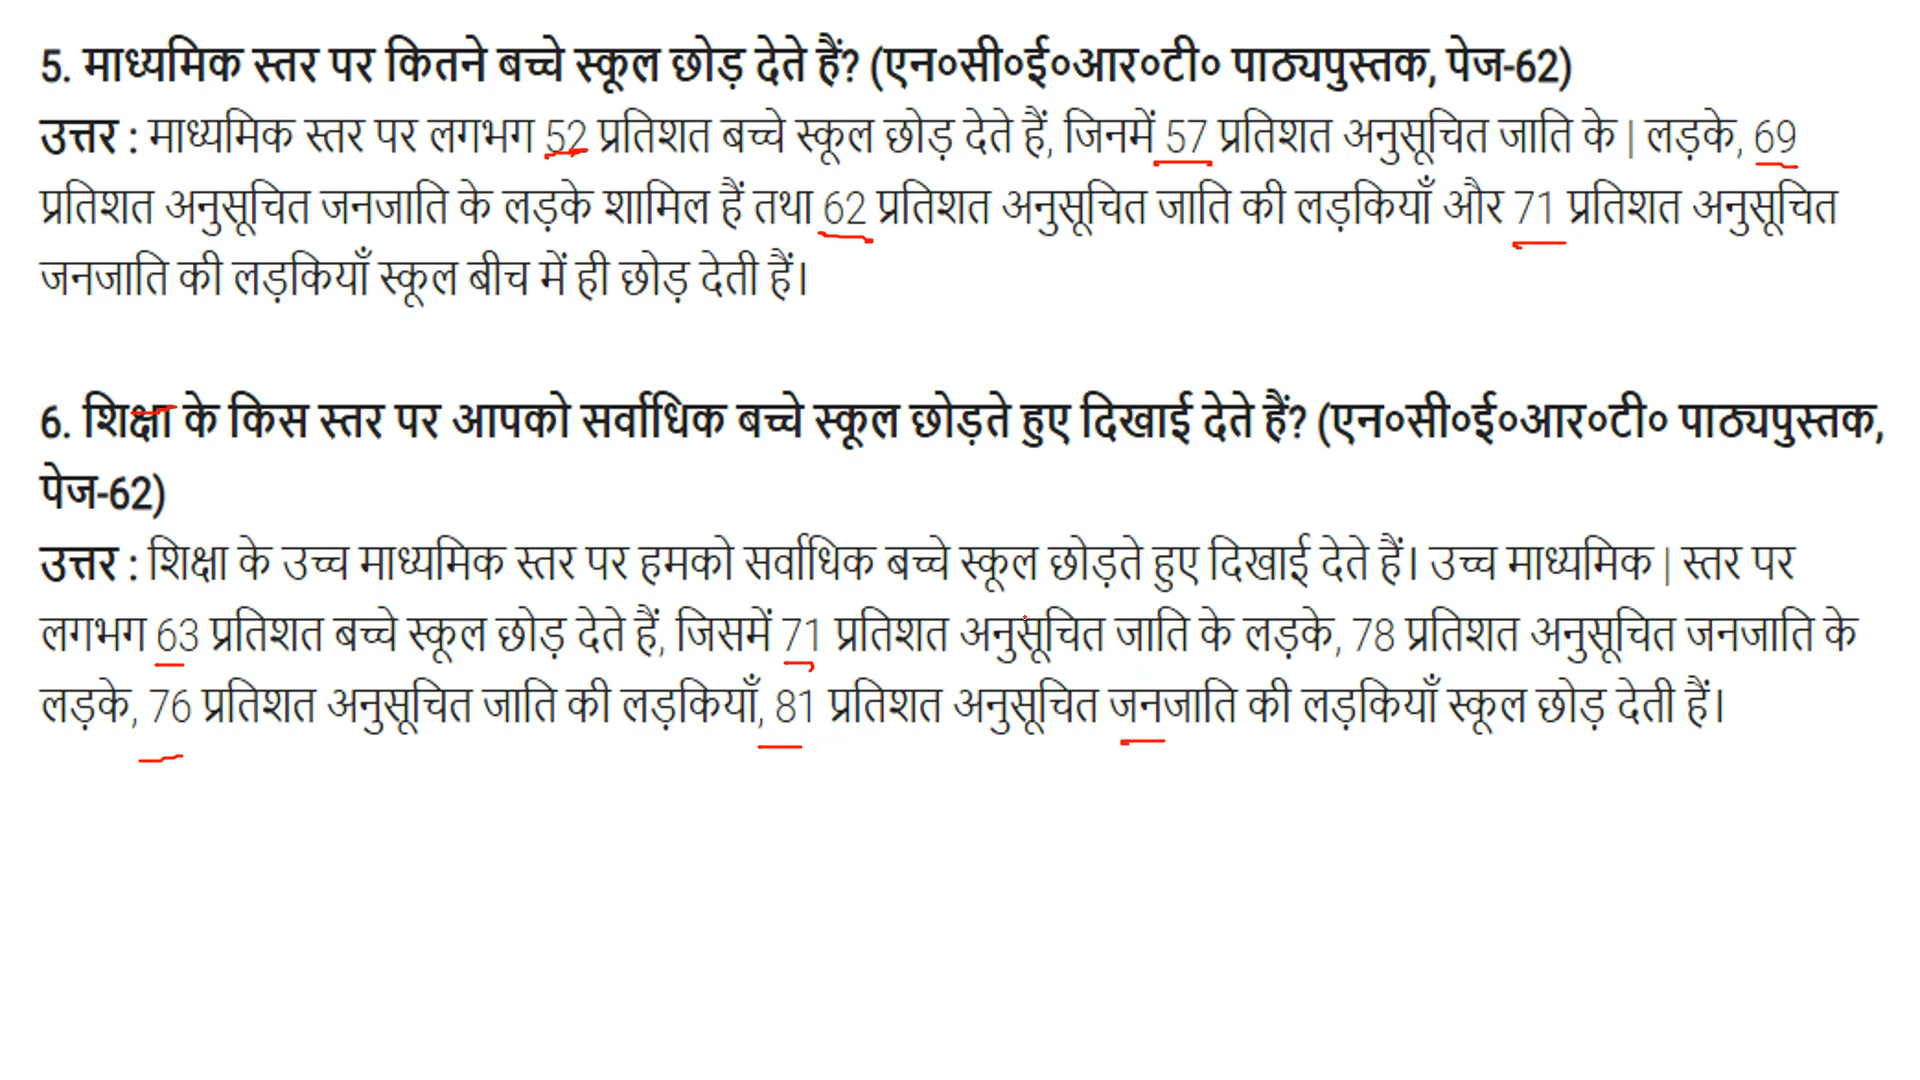 5. माध्यमिक स्तर पर कितने बच्चे स्कूल छोड़ देते हैं? (एन०सी०ई०आर०टी० पाठ्यपुस्तक, पेज-62)
उत्तर : माध्यमिक स्तर पर लगभग 52 प्रतिशत बच्चे स्कूल छोड़ देते हैं, जिनमें 57 प्रतिशत अनुसूचित जाति के | लड़के, 69
प्रतिशत अनुसूचित जनजाति के लड़के शामिल हैं तथा 62 प्रतिशत अनुसूचित जाति की लड़कियाँ और 71 प्रतिशत अनुसूचित
जनजाति की लड़कियाँ स्कूल बीच में ही छोड़ देती हैं।
6. शिक्षा के किस स्तर पर आपको सर्वाधिक बच्चे स्कूल छोड़ते हुए दिखाई देते हैं? (एन०सी०ई०आर०टी० पाठ्यपुस्तक,
पेज-62)
उत्तर : शिक्षा के उच्च माध्यमिक स्तर पर हमको सर्वाधिक बच्चे स्कूल छोड़ते हुए दिखाई देते हैं। उच्च माध्यमिक | स्तर पर
लगभग 63 प्रतिशत बच्चे स्कूल छोड़ देते हैं, जिसमें 71 प्रतिशत अनुसूचित जाति के लड़के, 78 प्रतिशत अनुसूचित जनजाति के
लड़के, 76 प्रतिशत अनुसूचित जाति की लड़कियाँ, 81 प्रतिशत अनुसूचित जनजाति की लड़कियाँ स्कूल छोड़ देती हैं।